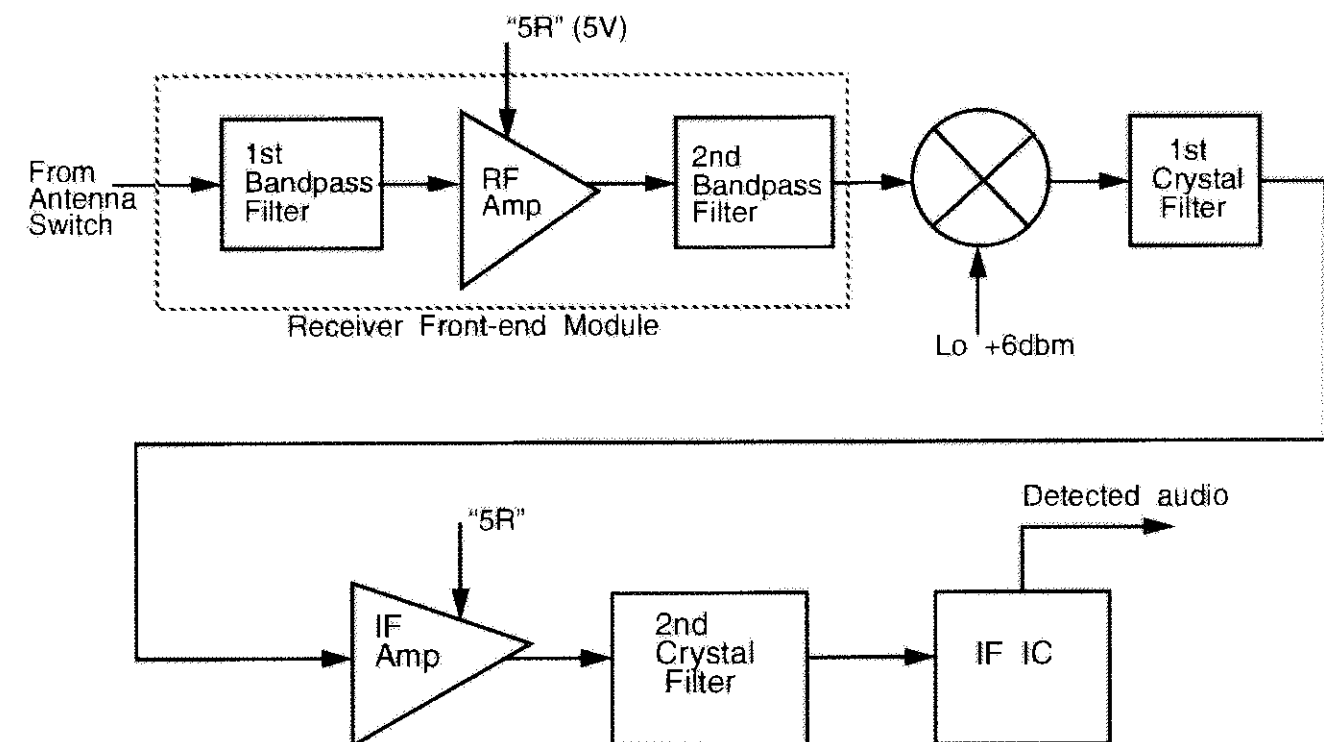 "5R" (5V)
From
Antenna
Switch
1st
Bandpass
Filter
RF
Amp
2nd
Bandpass
Filter
1st
Crystal
Filter
Receiver Front-end Module
Lo +6dbm
"5R"
Detected audio
IF
Amp
2nd
Crystal
Filter
IF IC